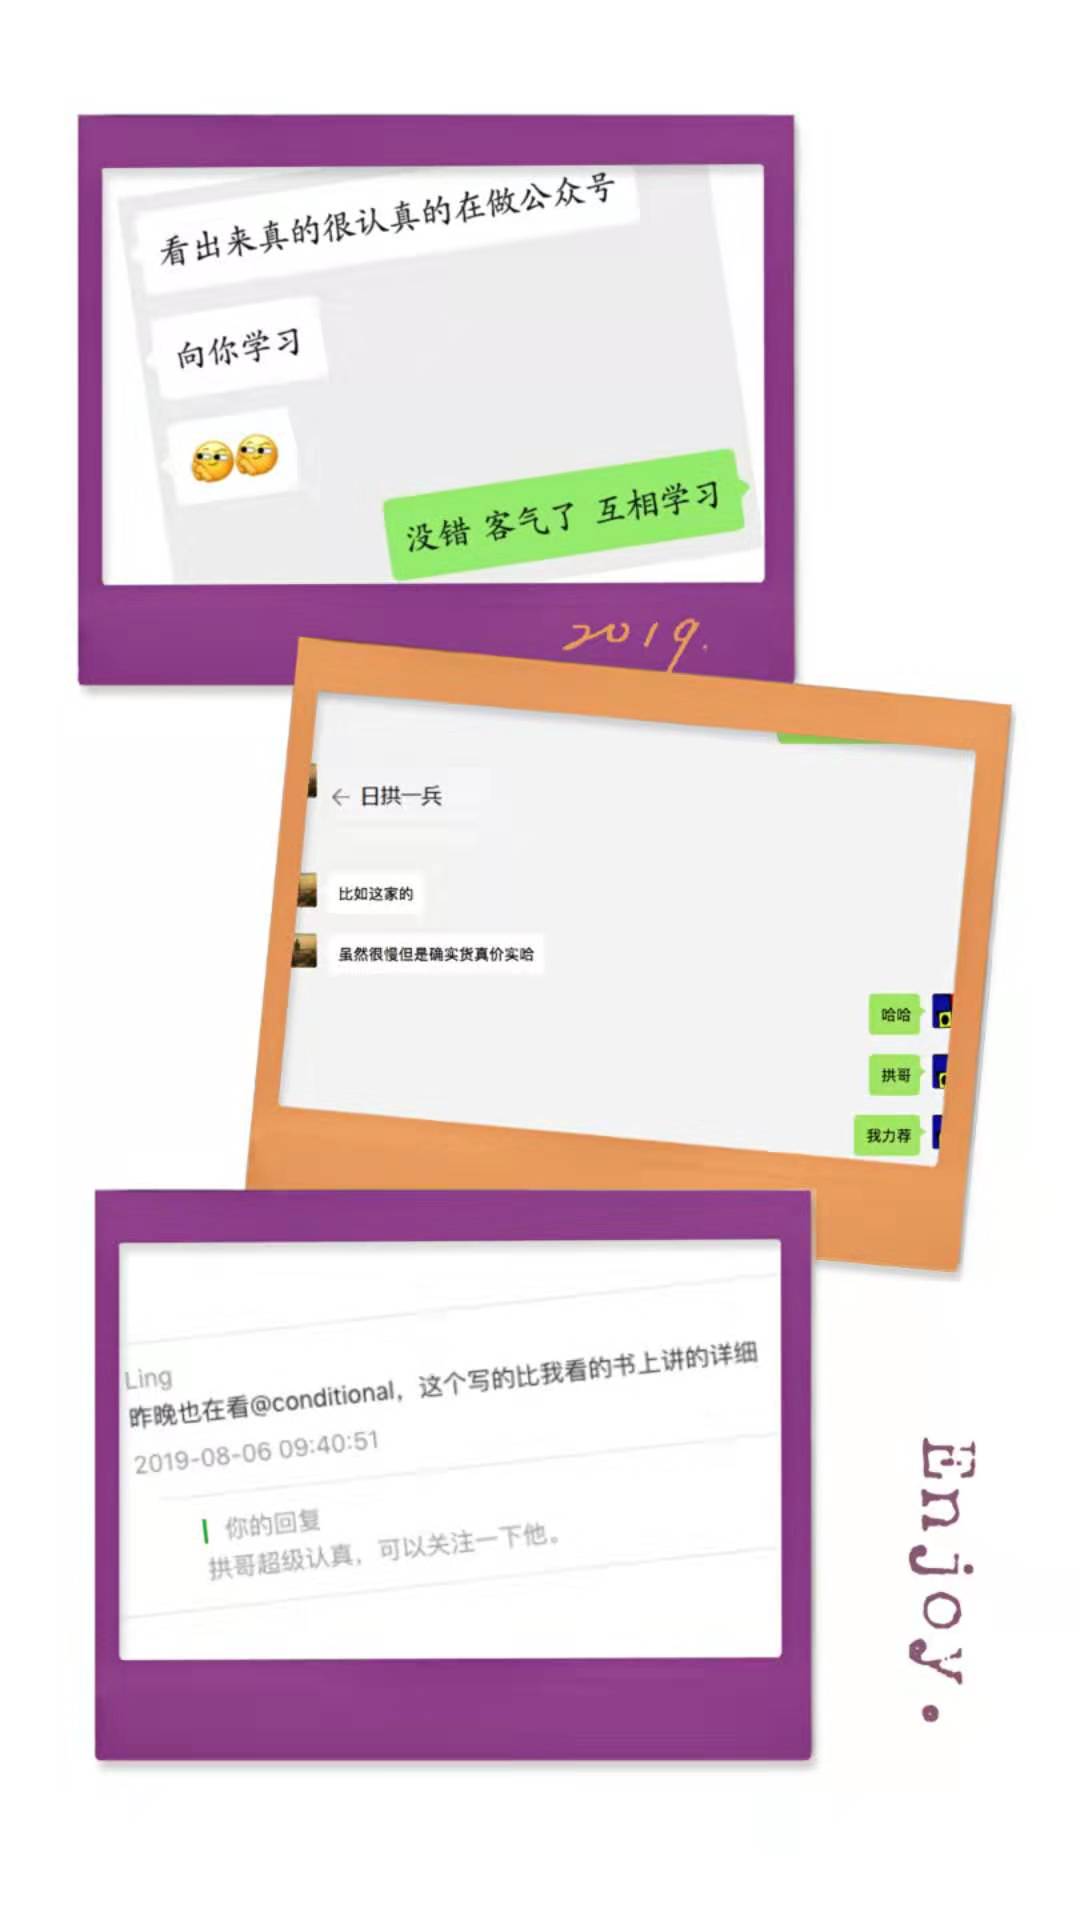 看出来真的很认真的在做公众号
向你学习
没错 客气了 互相学习
2019.
← 日拱一兵
比如这家的
虽然很慢但是确实货真价实哈
哈哈
拱哥
我力荐
Ling
昨晚也在看@conditional，这个写的比我看的书上讲的详细
2019-08-06 09:40:51
你的回复
拱哥超级认真，可以关注一下他。
Enjoy.